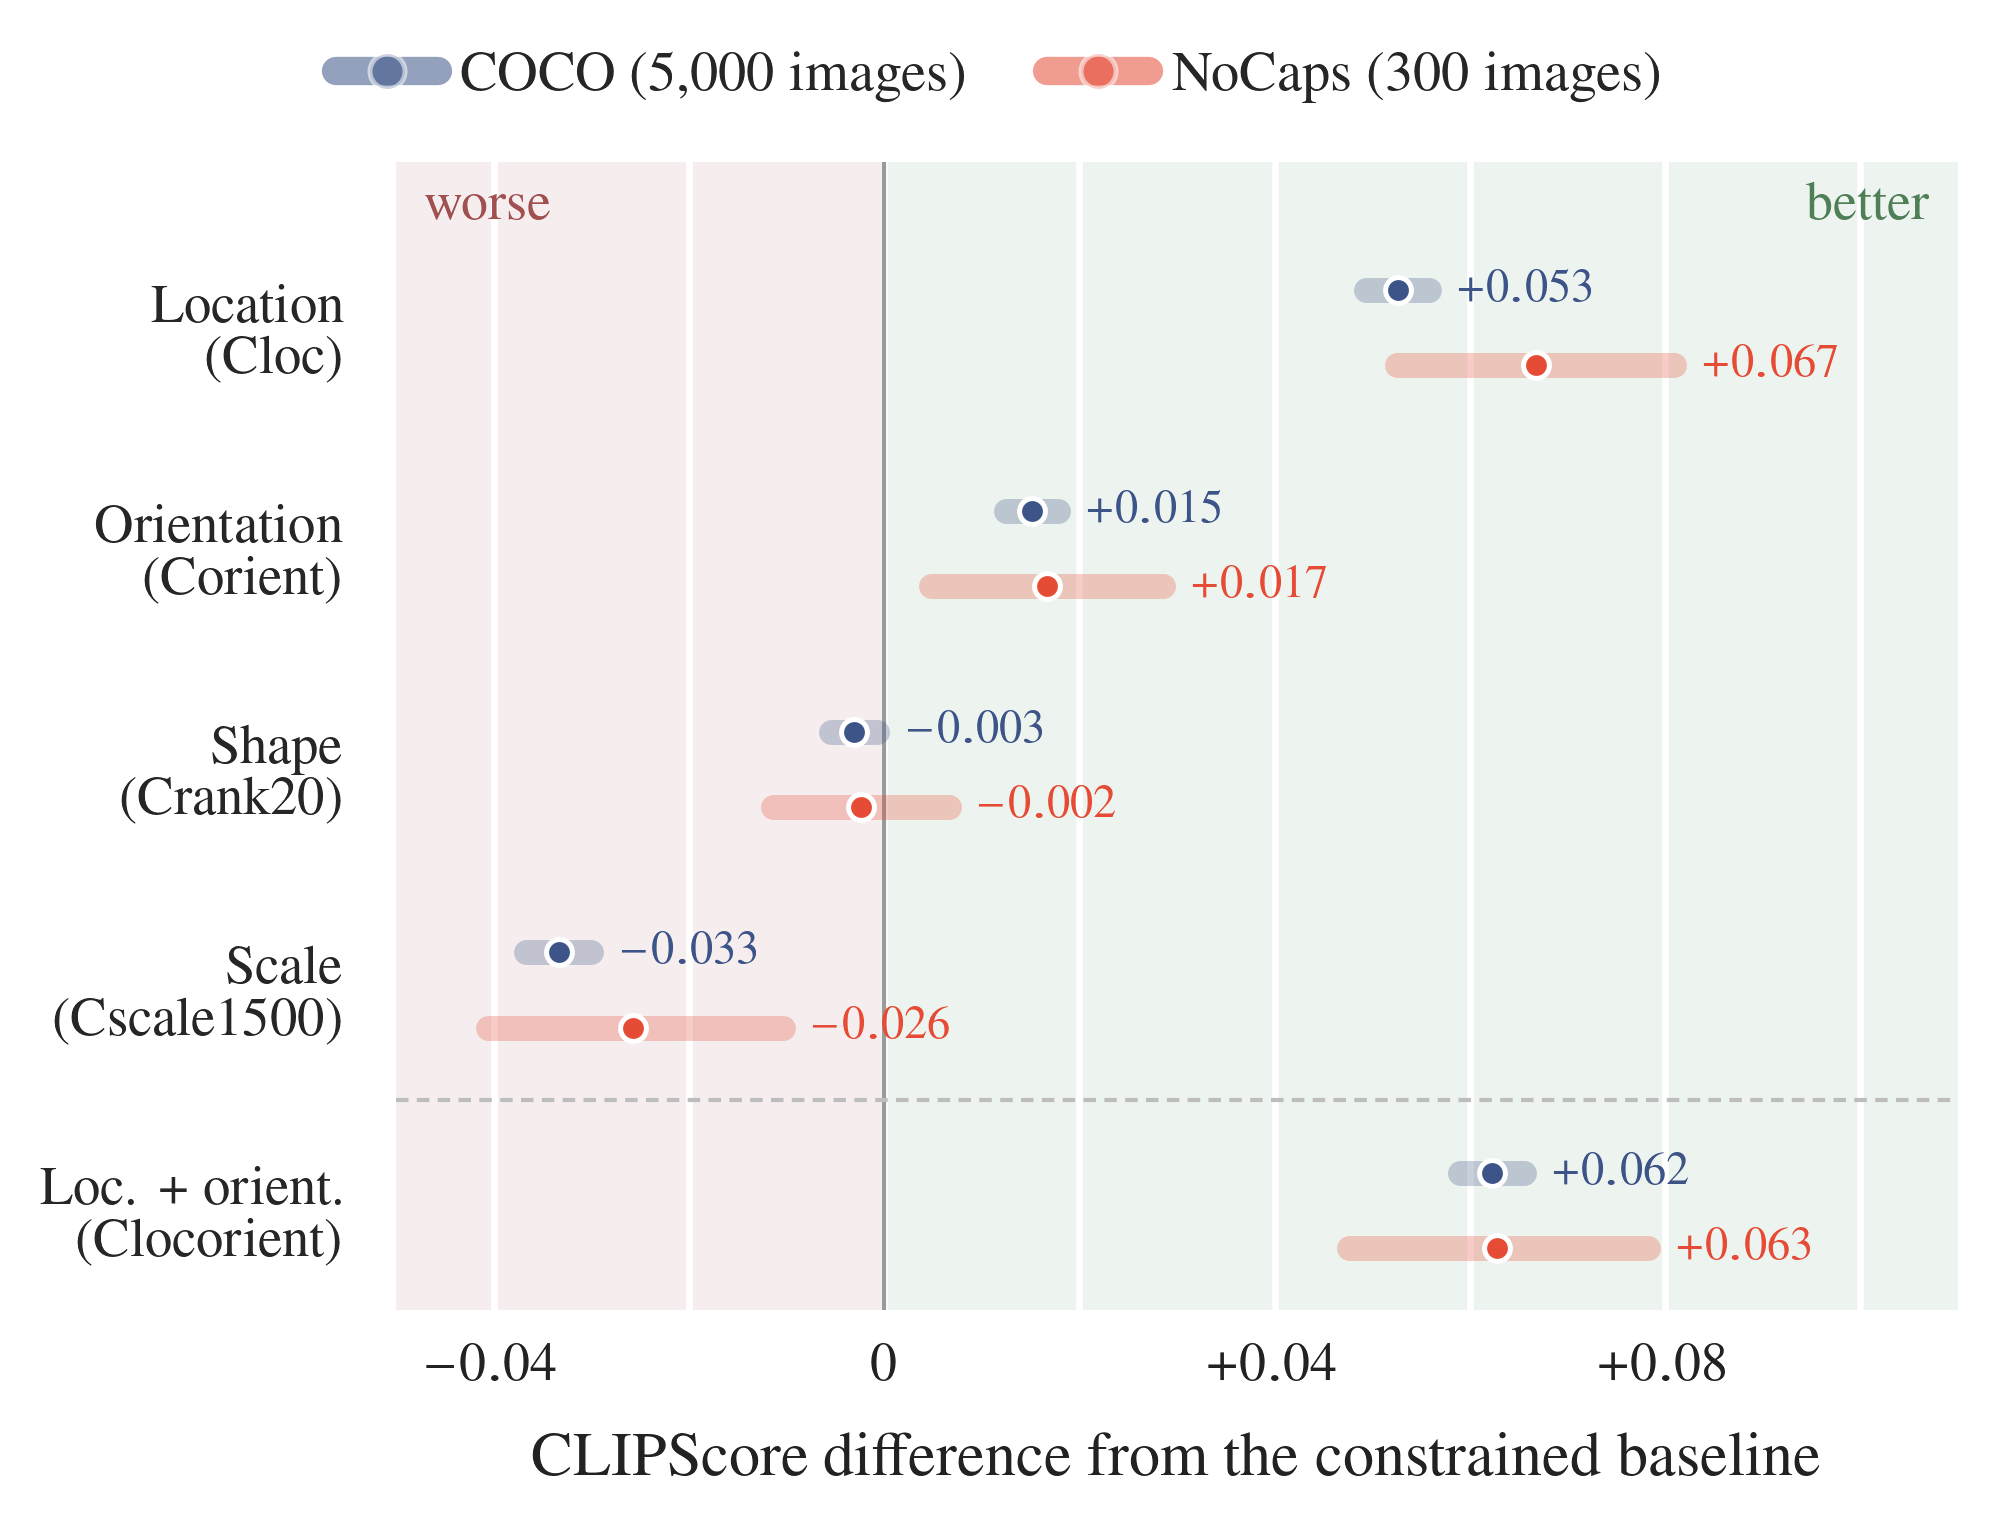 COCO (5,000 images) NoCaps (300 images)
worse better
Location
(Cloc)
+0.053
+0.067
Orientation
(Corient)
+0.015
+0.017
Shape
(Crank20)
−0.003
−0.002
Scale
(Cscale1500)
−0.033
−0.026
Loc. + orient.
(Clocorient)
+0.062
+0.063
−0.04 0 +0.04 +0.08
CLIPScore difference from the constrained baseline